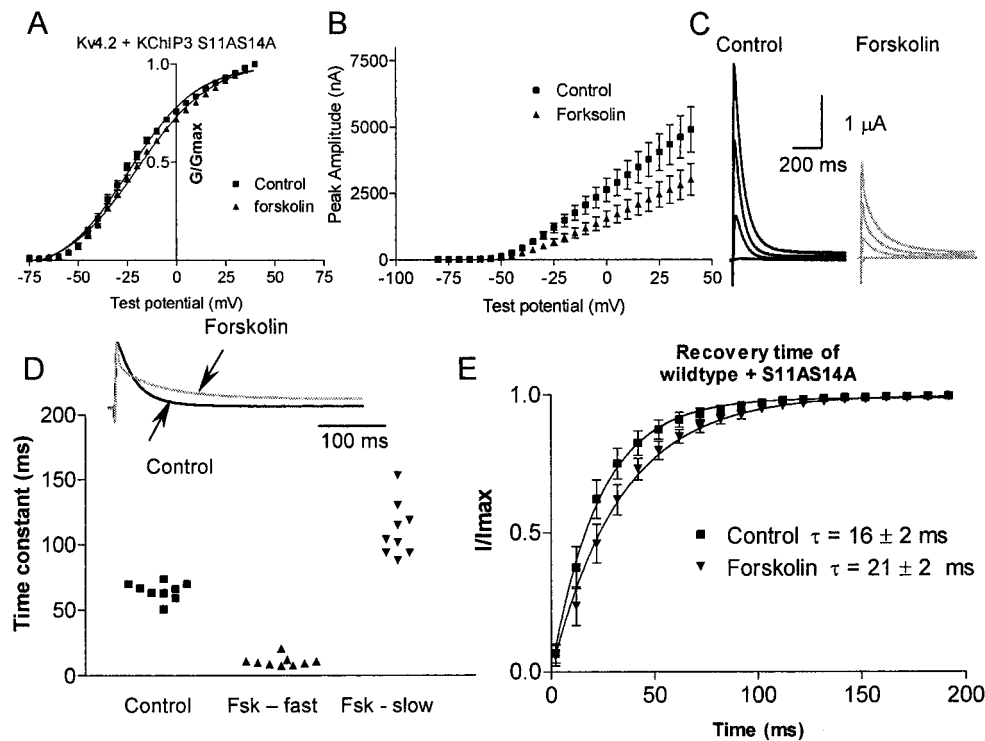 A
Kv4.2 + KChIP3 S11AS14A
1.0
0.5
G/Gmax
Control
forskolin
-75 -50 -25 0 25 50 75
Test potential (mV)
B
7500
5000
2500
0
Peak Amplitude (nA)
Control
Forksolin
-100 -75 -50 -25 0 25 50
Test potential (mV)
C
Control
Forskolin
1 µA
200 ms
D
Forskolin
Control
100 ms
200
150
100
50
0
Time constant (ms)
Control Fsk – fast Fsk - slow
E
Recovery time of
wildtype + S11AS14A
1.0
0.5
0.0
I/Imax
Control τ = 16 ± 2 ms
Forskolin τ = 21 ± 2 ms
0 50 100 150 200
Time (ms)